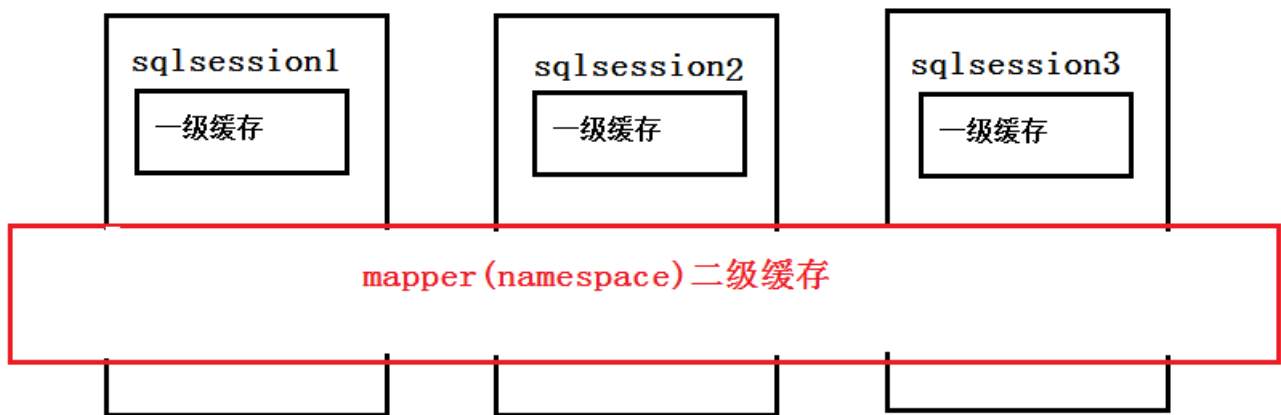 sqlsession1
sqlsession2
sqlsession3
一级缓存
一级缓存
一级缓存
mapper(namespace)二级缓存